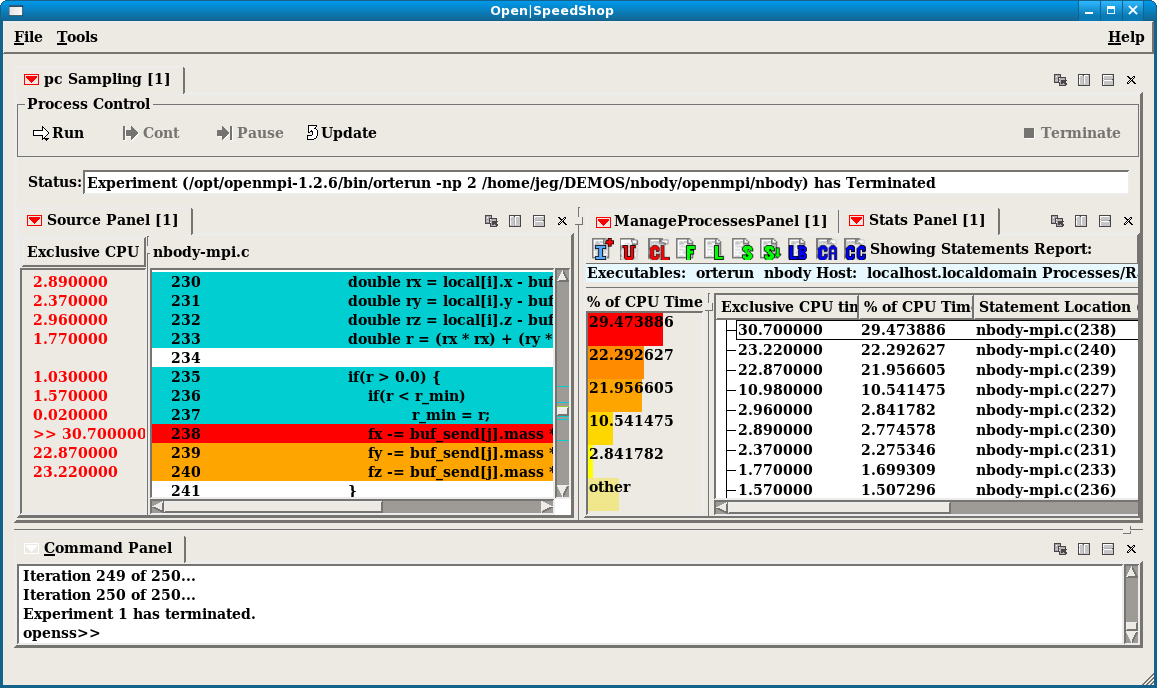 Open|SpeedShop
File Tools Help
pc Sampling [1]
Process Control
Run Cont Pause Update Terminate
Status: Experiment (/opt/openmpi-1.2.6/bin/orterun -np 2 /home/jeg/DEMOS/nbody/openmpi/nbody) has Terminated
Source Panel [1]
Exclusive CPU nbody-mpi.c
2.890000 230 double rx = local[i].x - buf
2.370000 231 double ry = local[i].y - buf
2.960000 232 double rz = local[i].z - buf
1.770000 233 double r = (rx * rx) + (ry *
234
1.030000 235 if(r > 0.0) {
1.570000 236 if(r < r_min)
0.020000 237 r_min = r;
>> 30.700000 238 fx -= buf_send[j].mass *
22.870000 239 fy -= buf_send[j].mass *
23.220000 240 fz -= buf_send[j].mass *
241 }
ManageProcessesPanel [1] Stats Panel [1]
I U CL F L S S LB CA CC Showing Statements Report:
Executables: orterun nbody Host: localhost.localdomain Processes/R
% of CPU Time
29.473886
22.292627
21.956605
10.541475
2.841782
other
Exclusive CPU tim % of CPU Tim Statement Location
30.700000 29.473886 nbody-mpi.c(238)
23.220000 22.292627 nbody-mpi.c(240)
22.870000 21.956605 nbody-mpi.c(239)
10.980000 10.541475 nbody-mpi.c(227)
2.960000 2.841782 nbody-mpi.c(232)
2.890000 2.774578 nbody-mpi.c(230)
2.370000 2.275346 nbody-mpi.c(231)
1.770000 1.699309 nbody-mpi.c(233)
1.570000 1.507296 nbody-mpi.c(236)
Command Panel
Iteration 249 of 250...
Iteration 250 of 250...
Experiment 1 has terminated.
openss>>